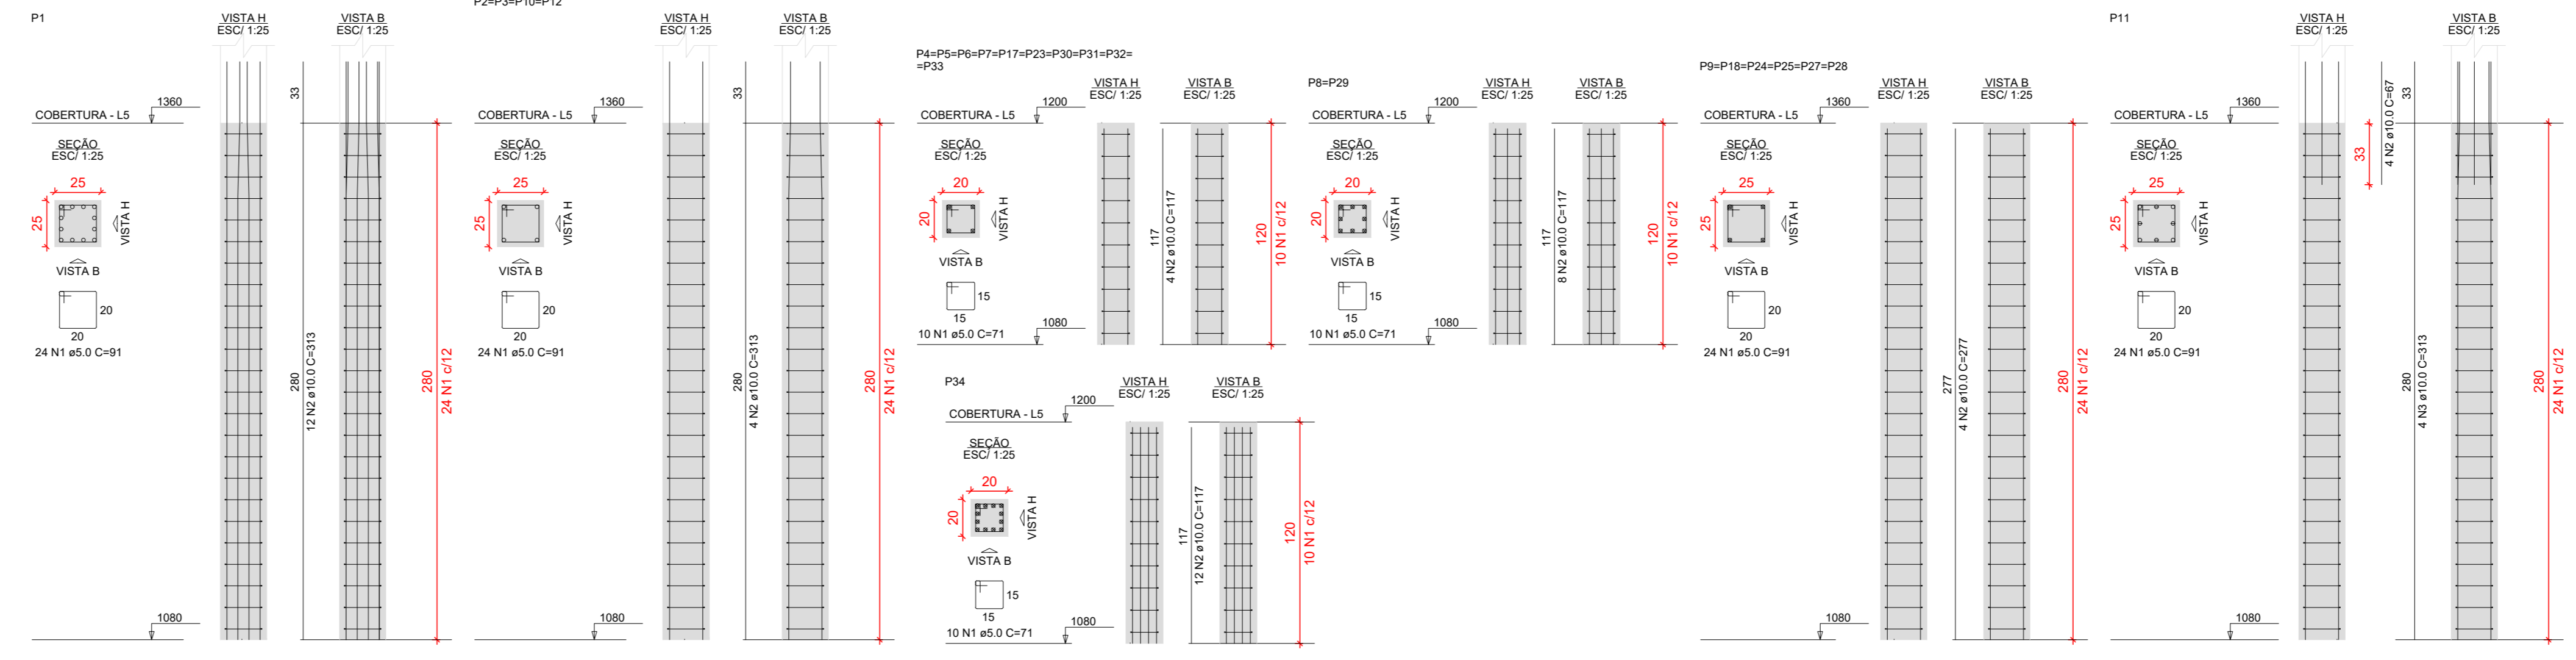 P1
VISTA H
ESC/ 1:25
VISTA B
ESC/ 1:25
COBERTURA - L5
1360
SEÇÃO
ESC/ 1:25
25
25
VISTA H
VISTA B
20
20
24 N1 ø5.0 C=91
1080
33
280
12 N2 ø10.0 C=313
280
24 N1 c/12
P2=P3=P10=P12
VISTA H
ESC/ 1:25
VISTA B
ESC/ 1:25
COBERTURA - L5
1360
SEÇÃO
ESC/ 1:25
25
25
VISTA H
VISTA B
20
20
24 N1 ø5.0 C=91
1080
33
280
4 N2 ø10.0 C=313
280
24 N1 c/12
P4=P5=P6=P7=P17=P23=P30=P31=P32=
=P33
VISTA H
ESC/ 1:25
VISTA B
ESC/ 1:25
COBERTURA - L5
1200
SEÇÃO
ESC/ 1:25
20
20
VISTA H
VISTA B
15
15
10 N1 ø5.0 C=71
1080
117
4 N2 ø10.0 C=117
120
10 N1 c/12
P8=P29
VISTA H
ESC/ 1:25
VISTA B
ESC/ 1:25
COBERTURA - L5
1200
SEÇÃO
ESC/ 1:25
20
20
VISTA H
VISTA B
15
15
10 N1 ø5.0 C=71
1080
117
8 N2 ø10.0 C=117
120
10 N1 c/12
P34
VISTA H
ESC/ 1:25
VISTA B
ESC/ 1:25
COBERTURA - L5
1200
SEÇÃO
ESC/ 1:25
20
20
VISTA H
VISTA B
15
15
10 N1 ø5.0 C=71
1080
117
12 N2 ø10.0 C=117
120
10 N1 c/12
P9=P18=P24=P25=P27=P28
VISTA H
ESC/ 1:25
VISTA B
ESC/ 1:25
COBERTURA - L5
1360
SEÇÃO
ESC/ 1:25
25
25
VISTA H
VISTA B
20
20
24 N1 ø5.0 C=91
1080
277
4 N2 ø10.0 C=277
280
24 N1 c/12
P11
VISTA H
ESC/ 1:25
VISTA B
ESC/ 1:25
COBERTURA - L5
1360
SEÇÃO
ESC/ 1:25
25
25
VISTA H
VISTA B
20
20
24 N1 ø5.0 C=91
1080
33
4 N2 ø10.0 C=67
33
280
4 N3 ø10.0 C=313
280
24 N1 c/12